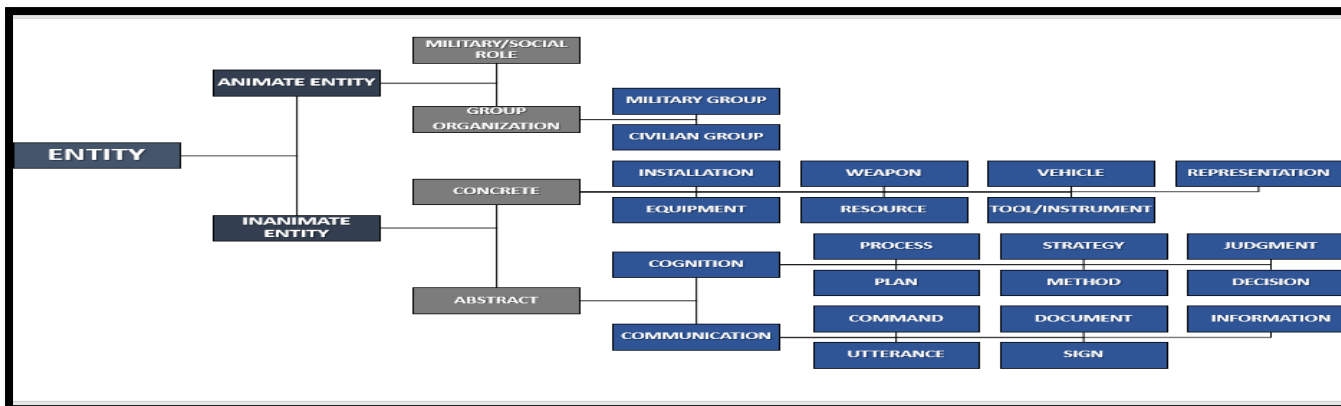 MILITARY/SOCIAL
ROLE
ANIMATE ENTITY
GROUP
ORGANIZATION
MILITARY GROUP
CIVILIAN GROUP
ENTITY
INSTALLATION
WEAPON
VEHICLE
REPRESENTATION
CONCRETE
EQUIPMENT
RESOURCE
TOOL/INSTRUMENT
INANIMATE
ENTITY
PROCESS
STRATEGY
JUDGMENT
COGNITION
PLAN
METHOD
DECISION
ABSTRACT
COMMAND
DOCUMENT
INFORMATION
COMMUNICATION
UTTERANCE
SIGN